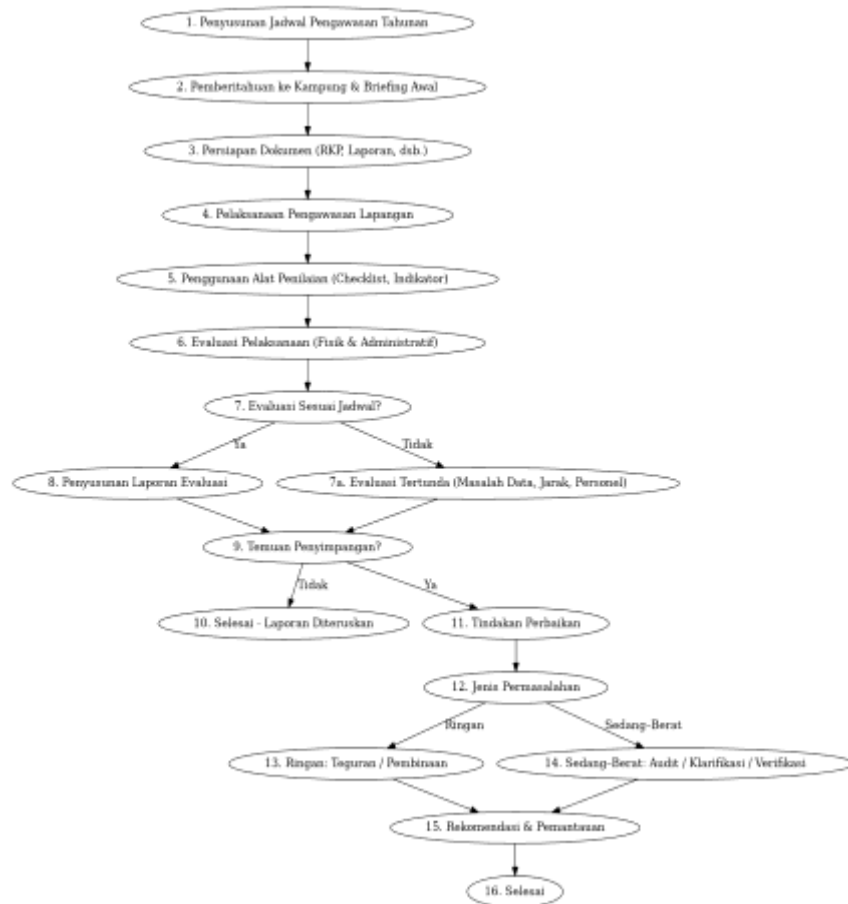 1. Penyusunan Jadwal Pengawasan Tahunan
2. Pemberitahuan ke Kampung & Briefing Awal
3. Persiapan Dokumen (RKP, Laporan, dsb.)
4. Pelaksanaan Pengawasan Lapangan
5. Penggunaan Alat Penilaian (Checklist, Indikator)
6. Evaluasi Pelaksanaan (Fisik & Administratif)
7. Evaluasi Sesuai Jadwal?
Ya
Tidak
8. Penyusunan Laporan Evaluasi
7a. Evaluasi Tertunda (Masalah Data, Jarak, Personel)
9. Temuan Penyimpangan?
Tidak
Ya
10. Selesai - Laporan Diteruskan
11. Tindakan Perbaikan
12. Jenis Permasalahan
Ringan
Sedang-Berat
13. Ringan: Teguran / Pembinaan
14. Sedang-Berat: Audit / Klarifikasi / Verifikasi
15. Rekomendasi & Pemantauan
16. Selesai